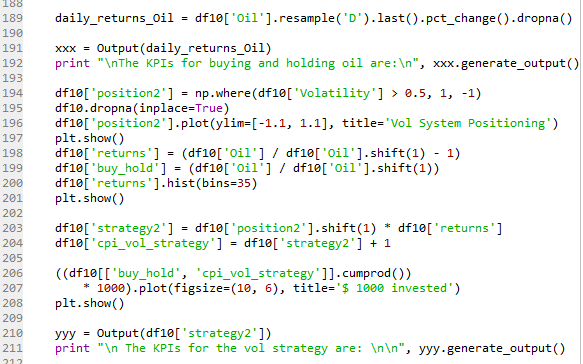 188
189 daily_returns_Oil = df10['Oil'].resample('D').last().pct_change().dropna()
190
191 xxx = Output(daily_returns_Oil)
192 print "\nThe KPIs for buying and holding oil are:\n", xxx.generate_output()
193
194 df10['position2'] = np.where(df10['Volatility'] > 0.5, 1, -1)
195 df10.dropna(inplace=True)
196 df10['position2'].plot(ylim=[-1.1, 1.1], title='Vol System Positioning')
197 plt.show()
198 df10['returns'] = (df10['Oil'] / df10['Oil'].shift(1) - 1)
199 df10['buy_hold'] = (df10['Oil'] / df10['Oil'].shift(1))
200 df10['returns'].hist(bins=35)
201 plt.show()
202
203 df10['strategy2'] = df10['position2'].shift(1) * df10['returns']
204 df10['cpi_vol_strategy'] = df10['strategy2'] + 1
205
206 ((df10[['buy_hold', 'cpi_vol_strategy']].cumprod())
207 * 1000).plot(figsize=(10, 6), title='$ 1000 invested')
208 plt.show()
209
210 yyy = Output(df10['strategy2'])
211 print "\n The KPIs for the vol strategy are: \n\n", yyy.generate_output()
212